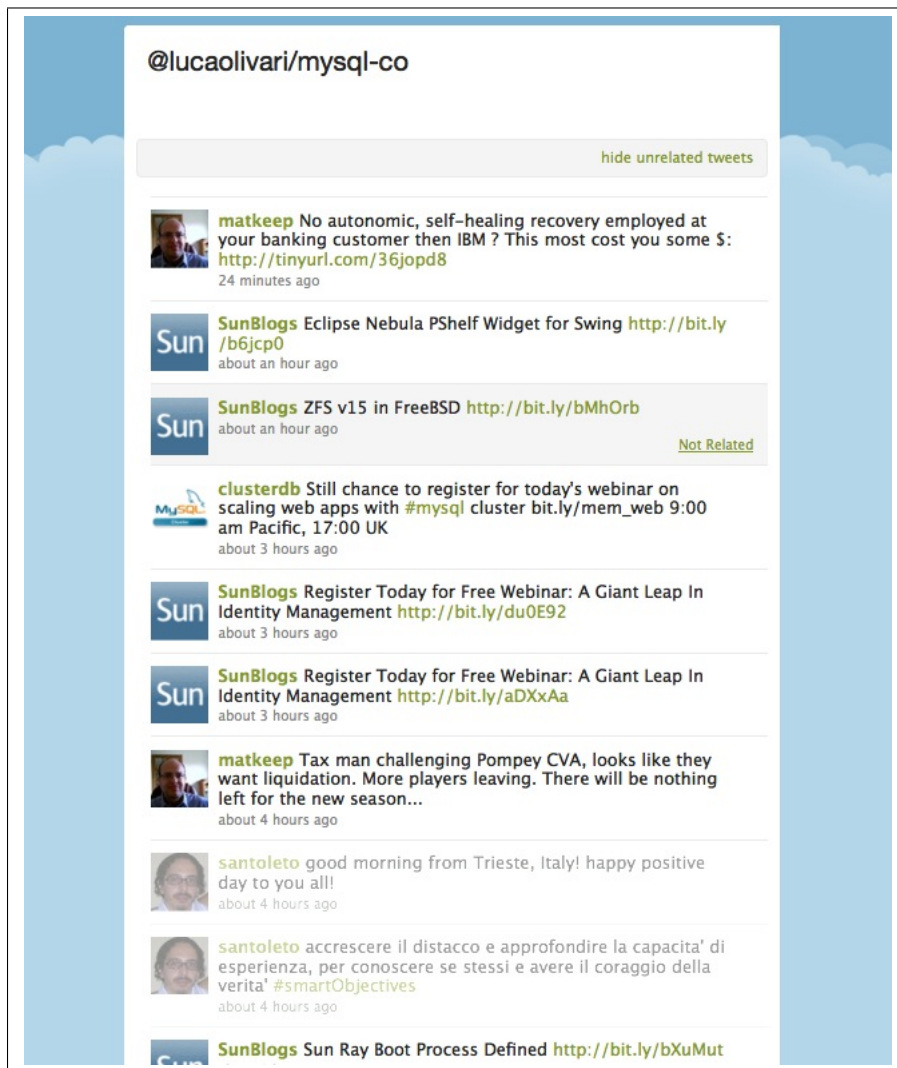 @lucaolivari/mysql-co
hide unrelated tweets
matkeep No autonomic, self-healing recovery employed at
your banking customer then IBM ? This most cost you some $:
http://tinyurl.com/36jopd8
24 minutes ago
Sun
SunBlogs Eclipse Nebula PShelf Widget for Swing http://bit.ly
/b6jcp0
about an hour ago
Sun
SunBlogs ZFS v15 in FreeBSD http://bit.ly/bMhOrb
about an hour ago
Not Related
MySQL
Cluster
clusterdb Still chance to register for today's webinar on
scaling web apps with #mysql cluster bit.ly/mem_web 9:00
am Pacific, 17:00 UK
about 3 hours ago
Sun
SunBlogs Register Today for Free Webinar: A Giant Leap In
Identity Management http://bit.ly/du0E92
about 3 hours ago
Sun
SunBlogs Register Today for Free Webinar: A Giant Leap In
Identity Management http://bit.ly/aDXxAa
about 3 hours ago
matkeep Tax man challenging Pompey CVA, looks like they
want liquidation. More players leaving. There will be nothing
left for the new season...
about 4 hours ago
santoleto good morning from Trieste, Italy! happy positive
day to you all!
about 4 hours ago
santoleto accrescere il distacco e approfondire la capacita' di
esperienza, per conoscere se stessi e avere il coraggio della
verita' #smartObjectives
about 4 hours ago
Sun
SunBlogs Sun Ray Boot Process Defined http://bit.ly/bXuMut